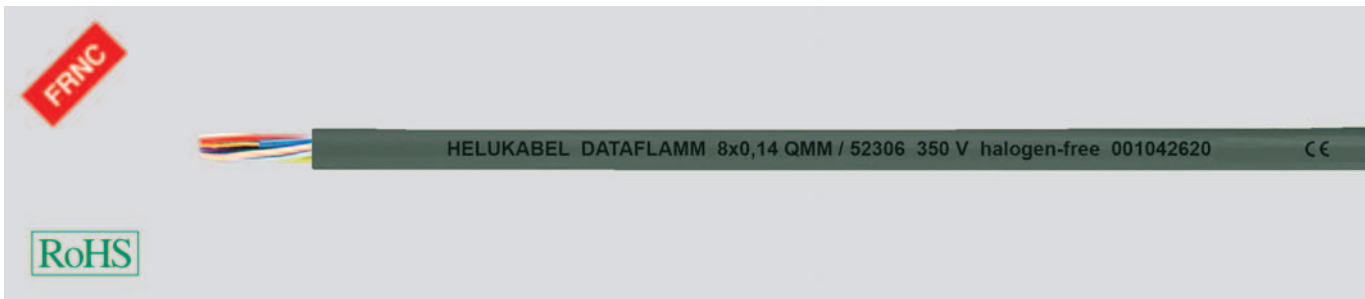 FRNC
HELUKABEL DATAFLAMM 8x0,14 QMM / 52306 350 V halogen-free 001042620 CE
RoHS